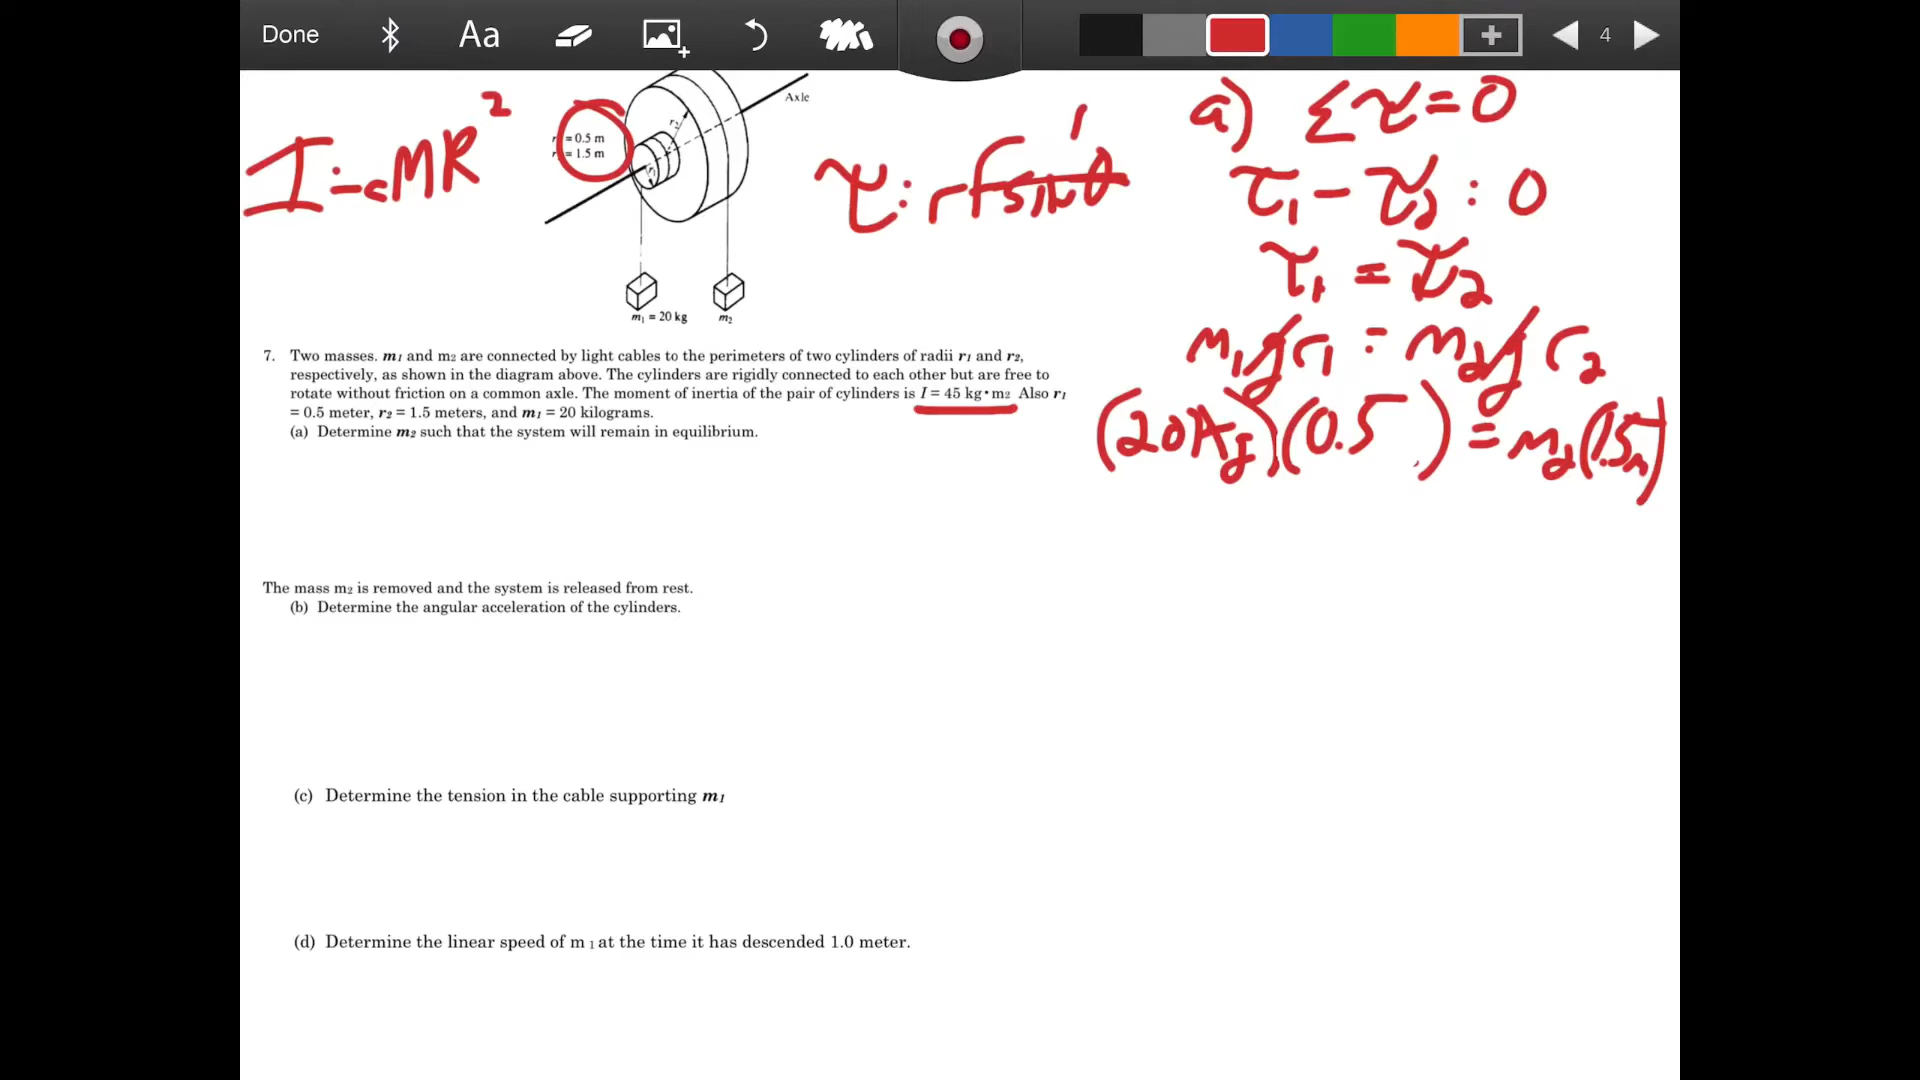 Done Aa 4
Axle
r2
= 0.5 m
= 1.5 m
r1
m1 = 20 kg m2
I = cMR²
τ: rFsinθ
1
a) Στ=0
τ1 - τ2 : 0
τ1 = τ2
m1gr1 = m2gr2
(20kg)(0.5 ) = m2(1.5m)
7. Two masses. m1 and m2 are connected by light cables to the perimeters of two cylinders of radii r1 and r2,
respectively, as shown in the diagram above. The cylinders are rigidly connected to each other but are free to
rotate without friction on a common axle. The moment of inertia of the pair of cylinders is I = 45 kg•m2 Also r1
= 0.5 meter, r2 = 1.5 meters, and m1 = 20 kilograms.
(a) Determine m2 such that the system will remain in equilibrium.
The mass m2 is removed and the system is released from rest.
(b) Determine the angular acceleration of the cylinders.
(c) Determine the tension in the cable supporting m1
(d) Determine the linear speed of m 1 at the time it has descended 1.0 meter.